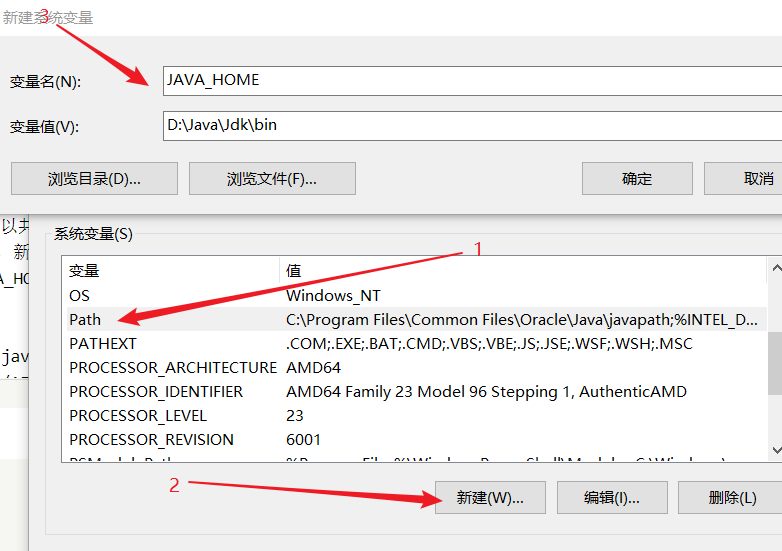 新建系统变量
3
变量名(N):
JAVA_HOME
变量值(V):
D:\Java\Jdk\bin
浏览目录(D)...
浏览文件(F)...
确定
取消
以共
新
A_HO
jav
系统变量(S)
1
变量 值
OS Windows_NT
Path C:\Program Files\Common Files\Oracle\Java\javapath;%INTEL_D...
PATHEXT .COM;.EXE;.BAT;.CMD;.VBS;.VBE;.JS;.JSE;.WSF;.WSH;.MSC
PROCESSOR_ARCHITECTURE AMD64
PROCESSOR_IDENTIFIER AMD64 Family 23 Model 96 Stepping 1, AuthenticAMD
PROCESSOR_LEVEL 23
PROCESSOR_REVISION 6001
2
新建(W)...
编辑(I)...
删除(L)